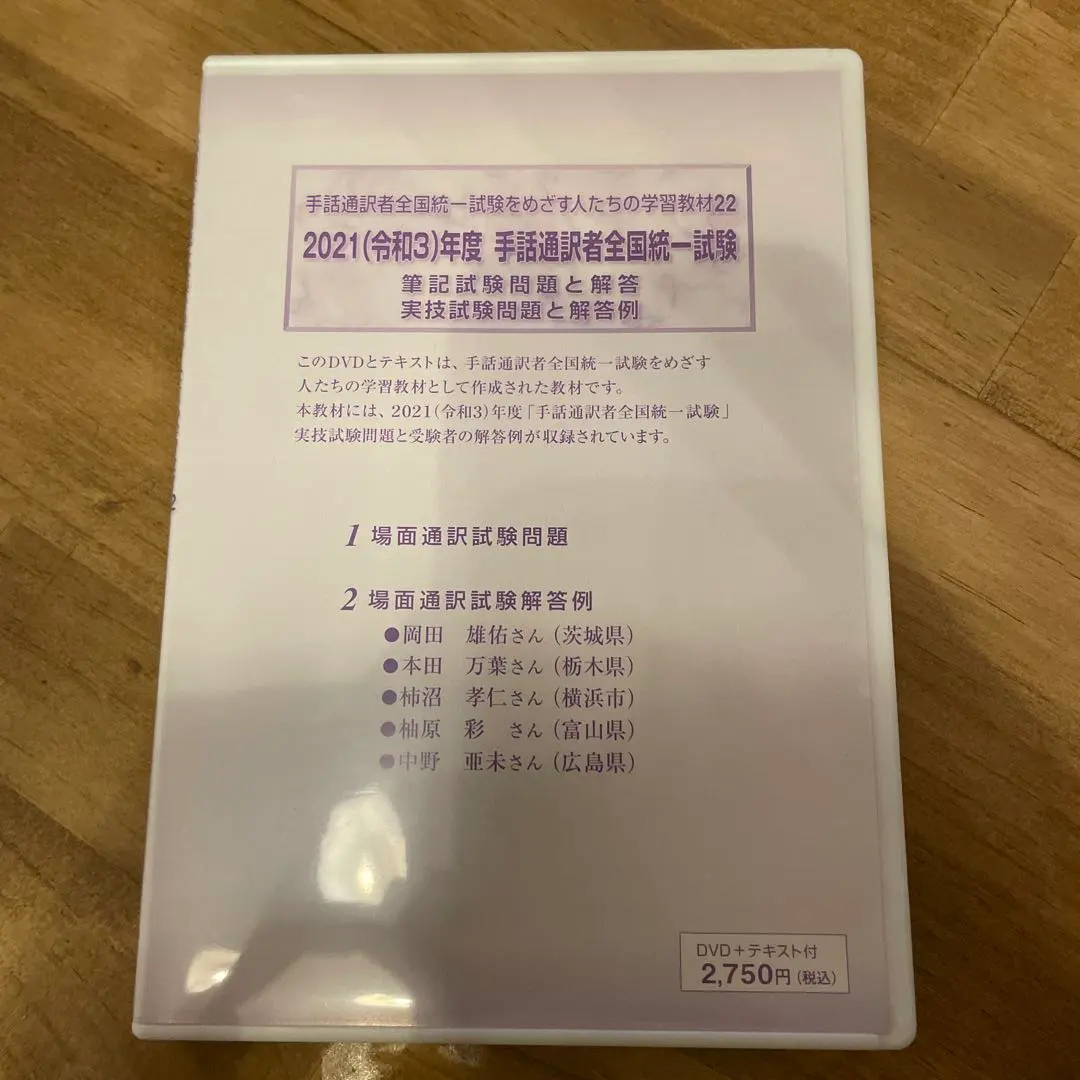 手話通訳者全国統一試験をめざす人たちの学習教材22
2021(令和3)年度 手話通訳者全国統一試験
筆記試験問題と解答
実技試験問題と解答例
このDVDとテキストは、手話通訳者全国統一試験をめざす
人たちの学習教材として作成された教材です。
本教材には、2021(令和3)年度「手話通訳者全国統一試験」
実技試験問題と受験者の解答例が収録されています。
1 場面通訳試験問題
2 場面通訳試験解答例
●岡田 雄佑さん(茨城県)
●本田 万葉さん(栃木県)
●柿沼 孝仁さん(横浜市)
●柚原 彩 さん(富山県)
●中野 亜未さん(広島県)
DVD+テキスト付
2,750円(税込)